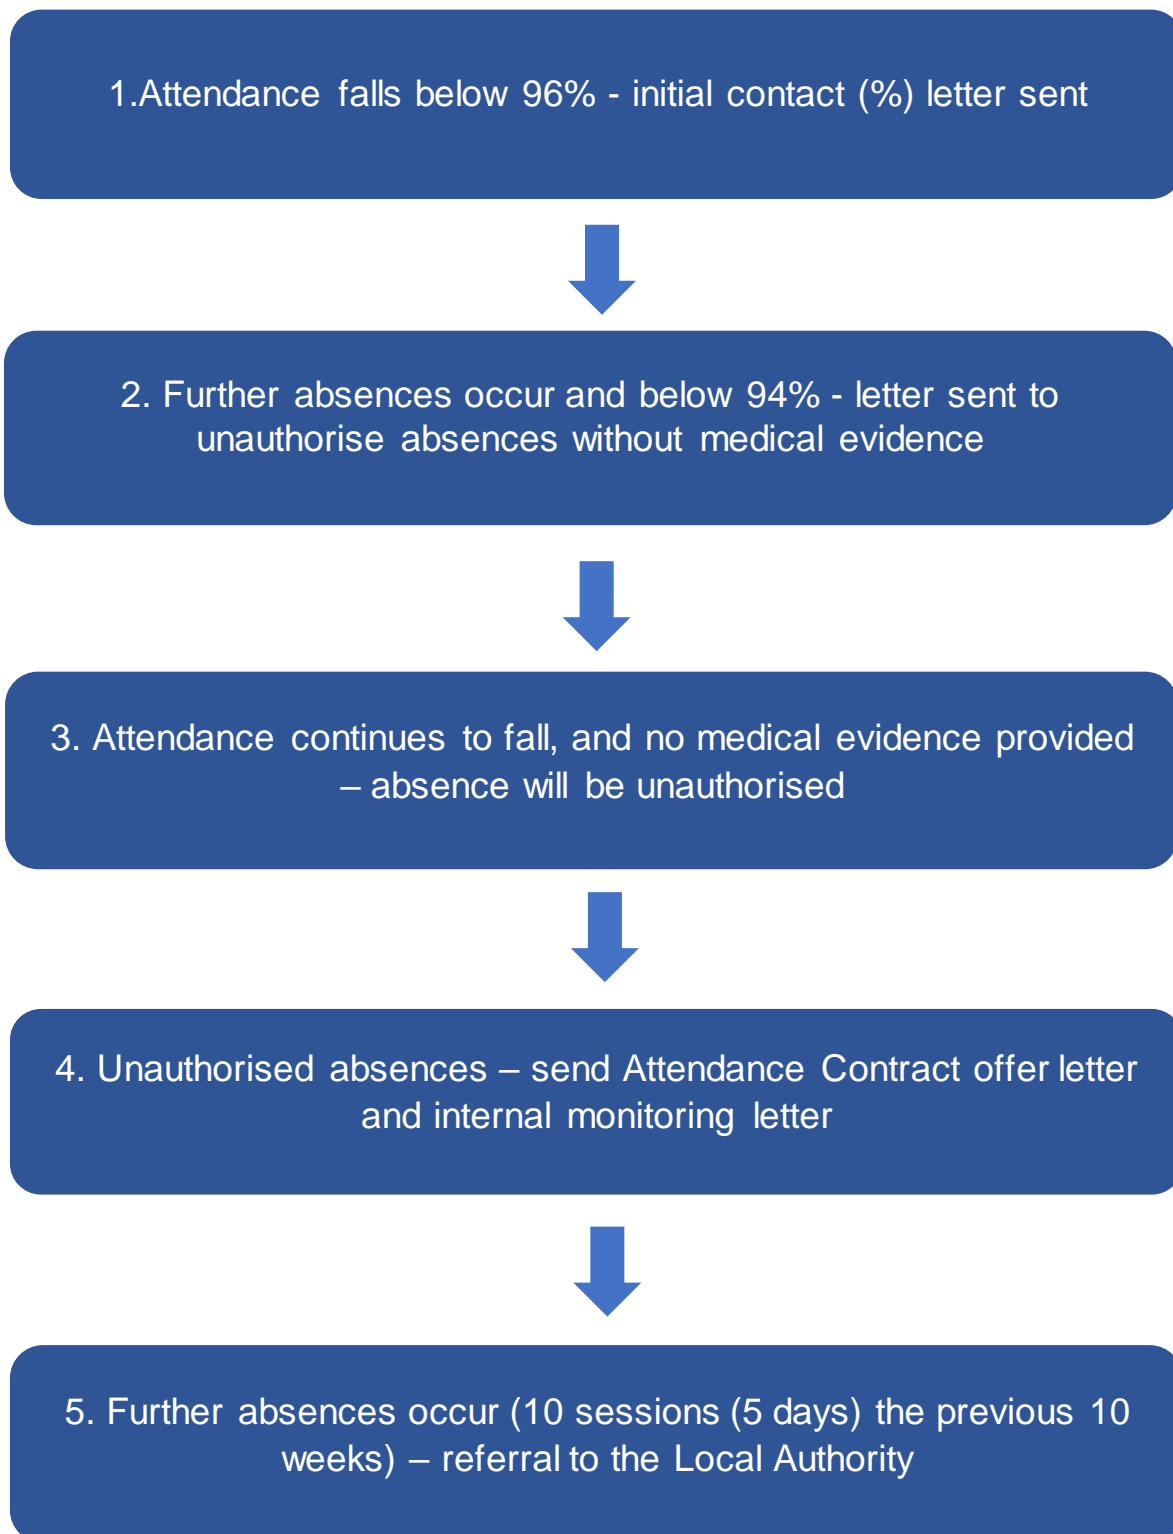 1.Attendance falls below 96% - initial contact (%) letter sent
2. Further absences occur and below 94% - letter sent to
unauthorise absences without medical evidence
3. Attendance continues to fall, and no medical evidence provided
– absence will be unauthorised
4. Unauthorised absences – send Attendance Contract offer letter
and internal monitoring letter
5. Further absences occur (10 sessions (5 days) the previous 10
weeks) – referral to the Local Authority